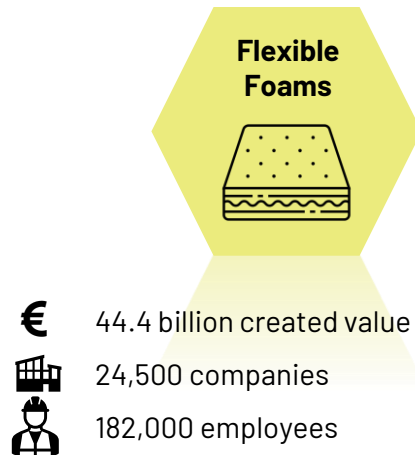 Flexible
Foams
€ 44.4 billion created value
24,500 companies
182,000 employees